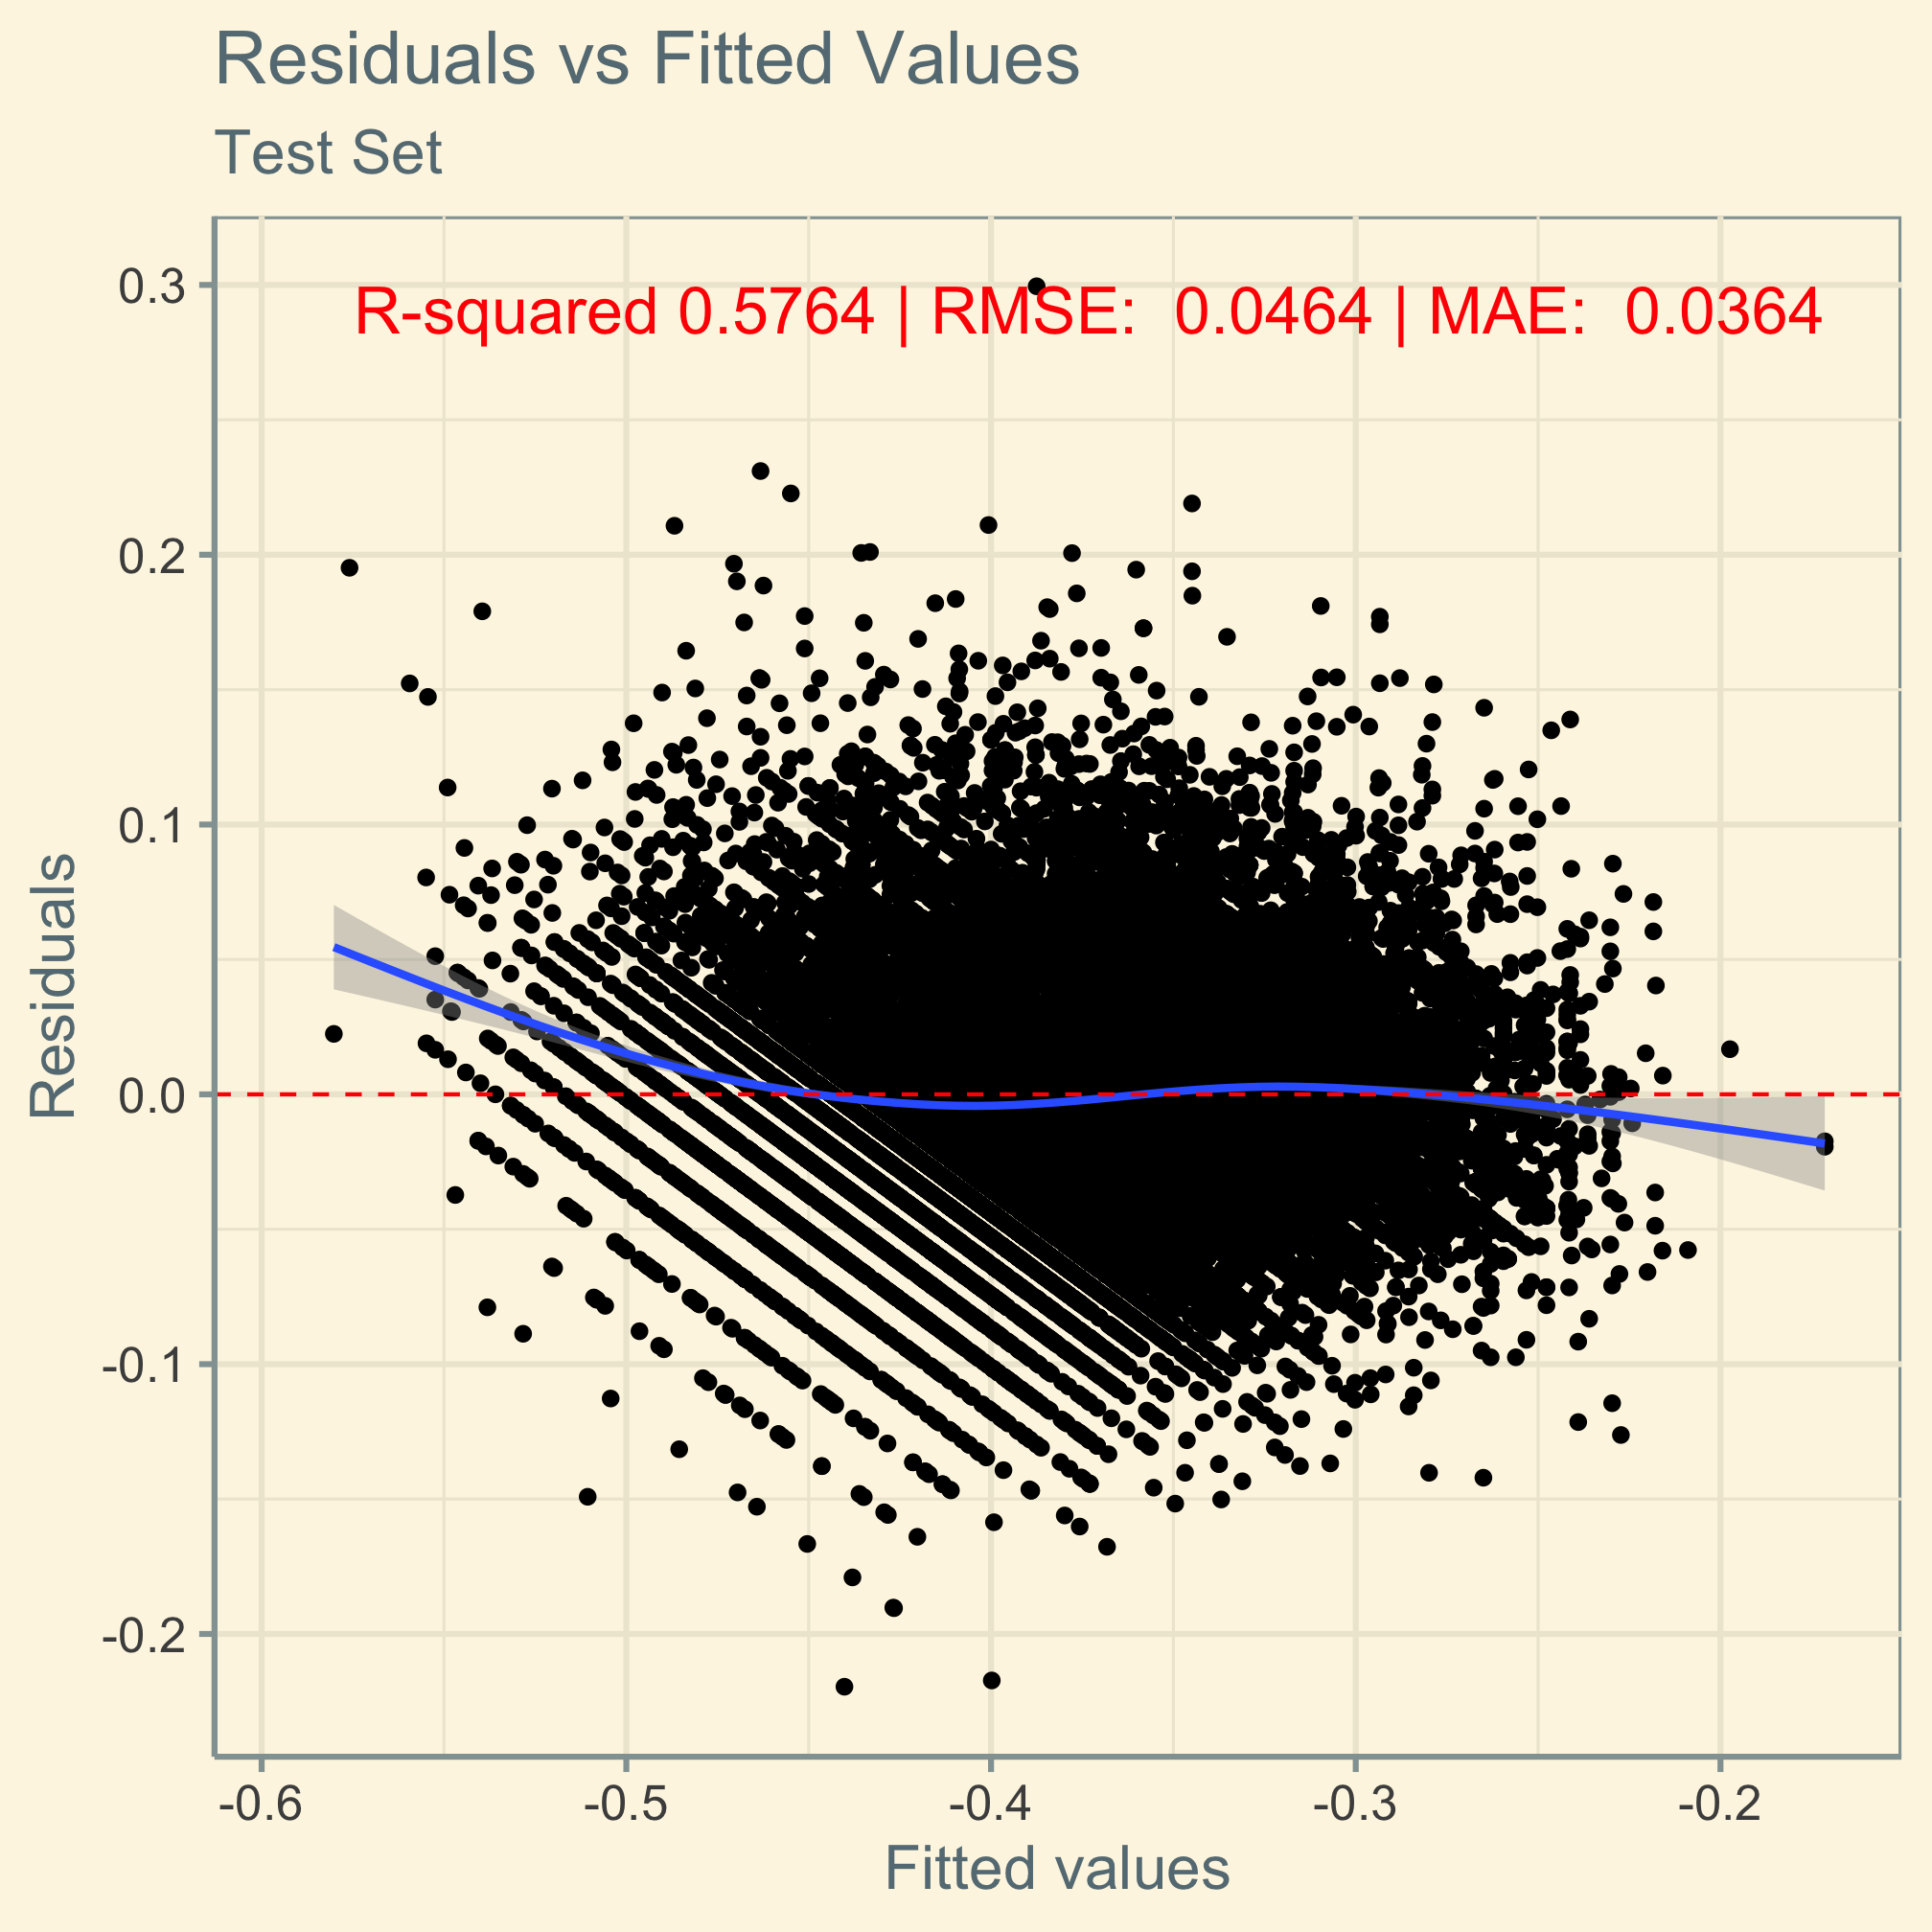 Residuals vs Fitted Values
Test Set
R-squared 0.5764 | RMSE:  0.0464 | MAE:  0.0364
Residuals
0.3
0.2
0.1
0.0
-0.1
-0.2
-0.6 -0.5 -0.4 -0.3 -0.2
Fitted values